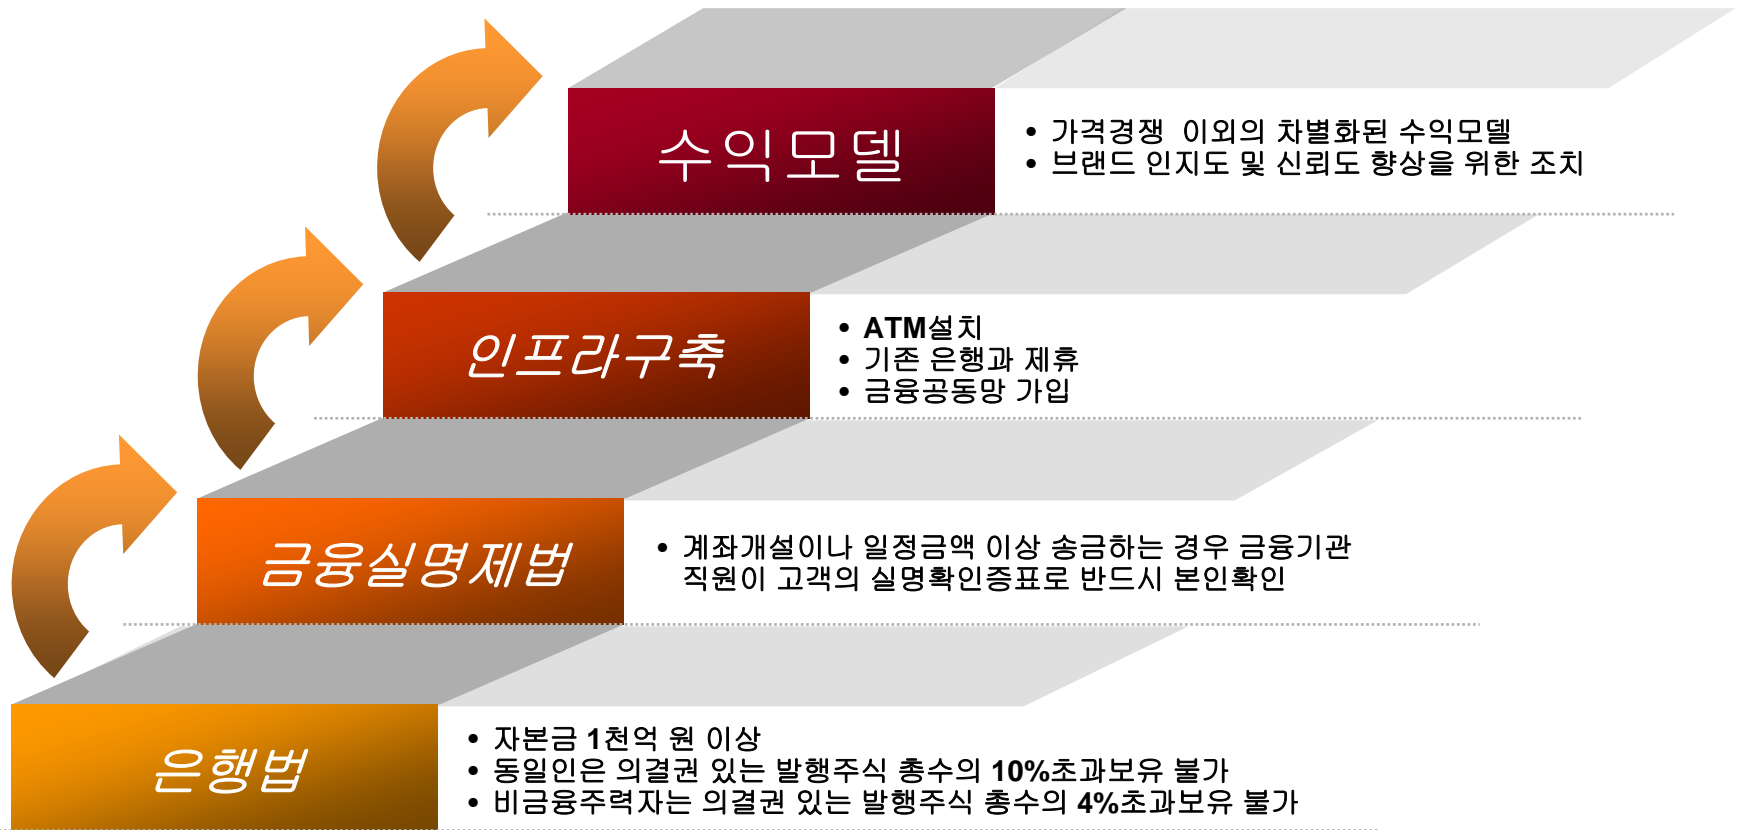 수익모델
• 가격경쟁 이외의 차별화된 수익모델
• 브랜드 인지도 및 신뢰도 향상을 위한 조치
인프라구축
• ATM설치
• 기존 은행과 제휴
• 금융공동망 가입
금융실명제법
• 계좌개설이나 일정금액 이상 송금하는 경우 금융기관
직원이 고객의 실명확인증표로 반드시 본인확인
은행법
• 자본금 1천억 원 이상
• 동일인은 의결권 있는 발행주식 총수의 10%초과보유 불가
• 비금융주력자는 의결권 있는 발행주식 총수의 4%초과보유 불가